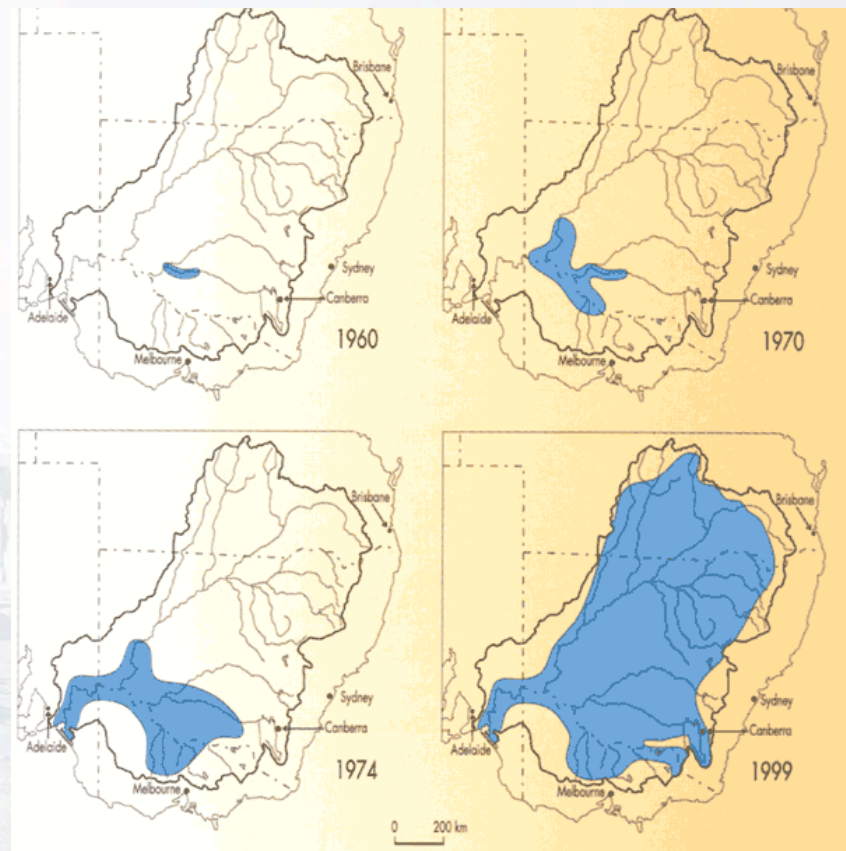 Brisbane
Sydney
Canberra
Adelaide
1960
Melbourne
Brisbane
Sydney
Canberra
Adelaide
1970
Melbourne
Brisbane
Sydney
Canberra
Adelaide
1974
Melbourne
Brisbane
Sydney
Canberra
Adelaide
1999
Melbourne
0 200 km